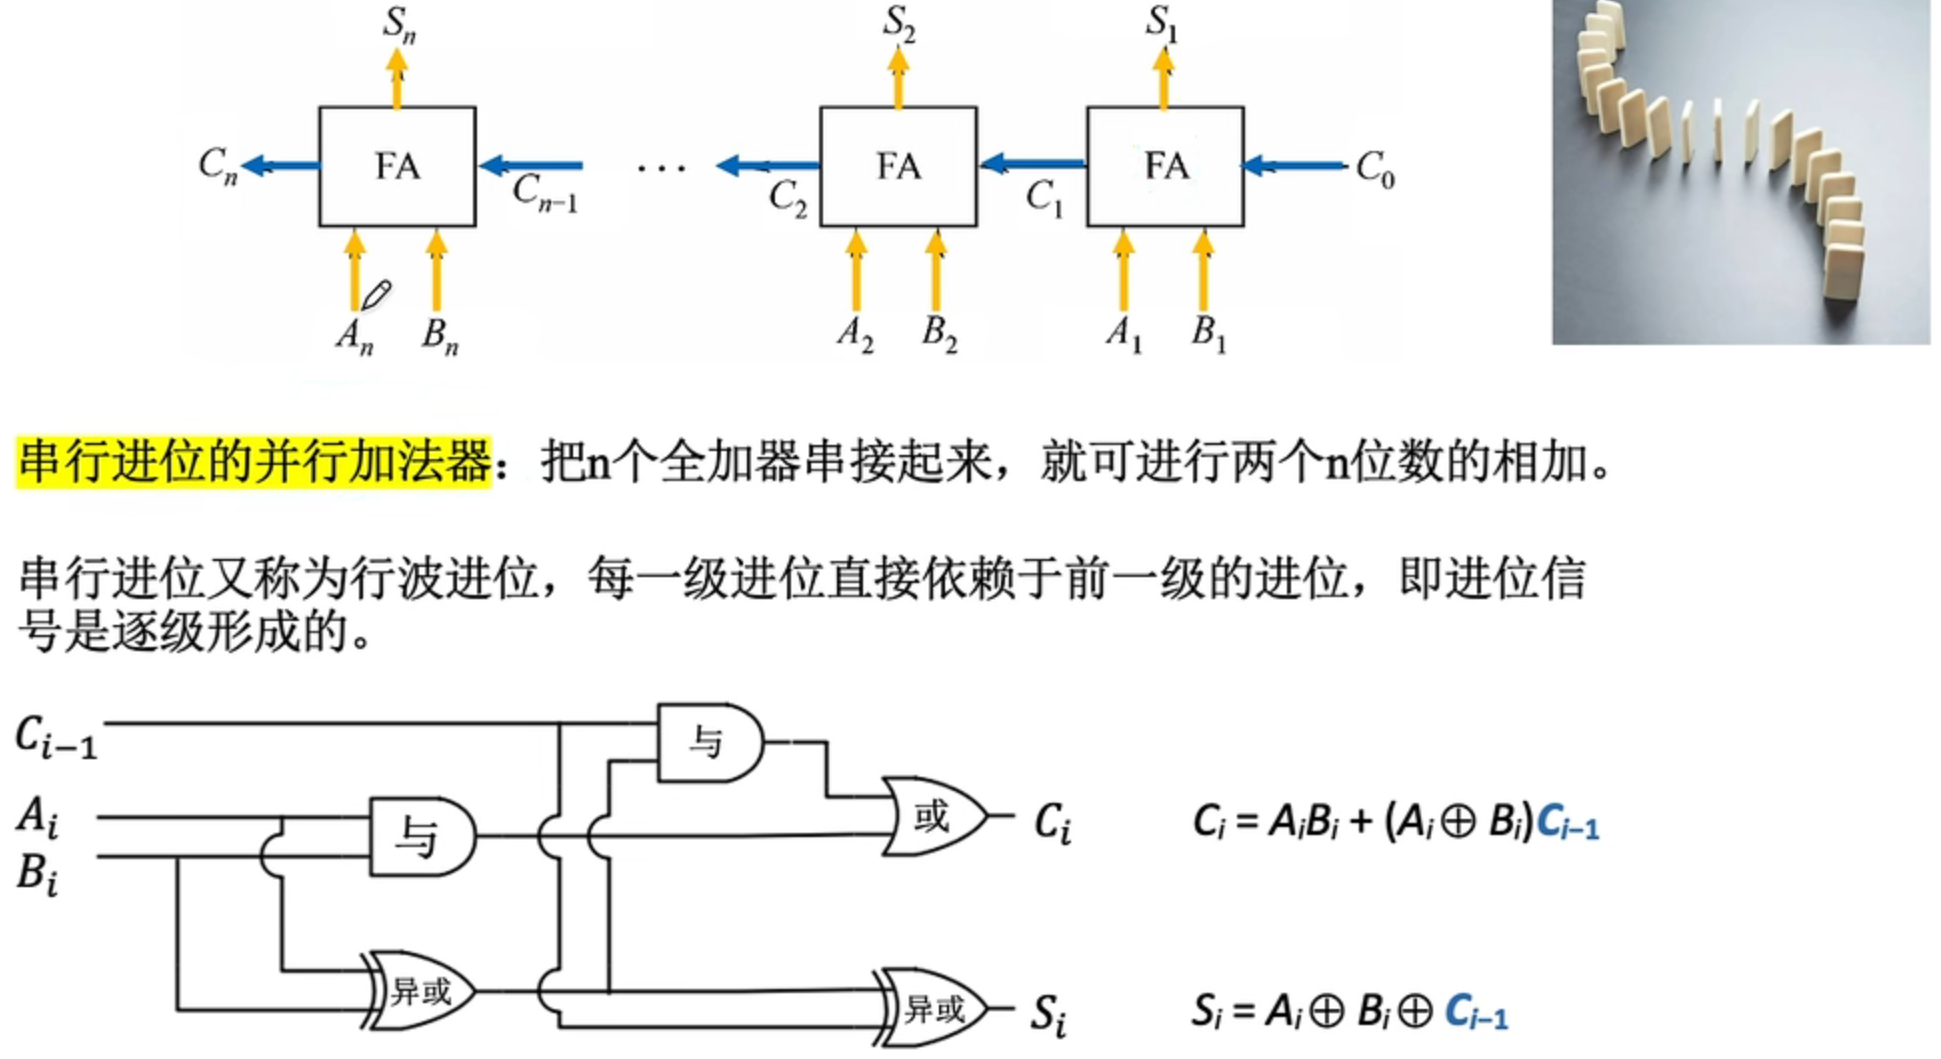 Sₙ S₂ S₁
Cₙ FA Cₙ₋₁ ··· C₂ FA C₁ FA C₀
Aₙ Bₙ A₂ B₂ A₁ B₁
串行进位的并行加法器：把n个全加器串接起来，就可进行两个n位数的相加。
串行进位又称为行波进位，每一级进位直接依赖于前一级的进位，即进位信
号是逐级形成的。
Cᵢ₋₁ 与
Aᵢ 与 或 Cᵢ Cᵢ = AᵢBᵢ + (Aᵢ⊕ Bᵢ)Cᵢ₋₁
Bᵢ
异或 异或 Sᵢ Sᵢ = Aᵢ⊕ Bᵢ⊕ Cᵢ₋₁